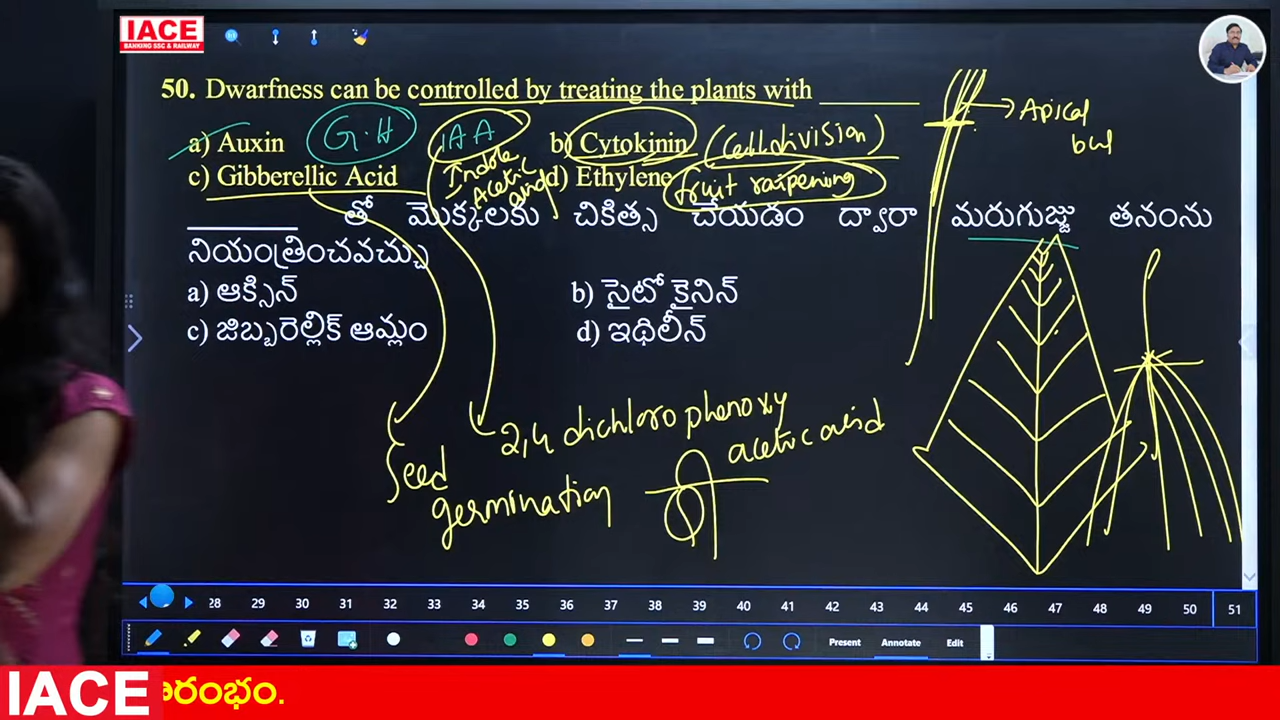 IACE
BANKING SSC & RAILWAY
50. Dwarfness can be controlled by treating the plants with ________
a) Auxin G.H IAA b) Cytokinin (Cell division)
Indole Acetic acid
c) Gibberellic Acid d) Ethylene fruit raipening
→ Apical bud
________ తో మొక్కలకు చికిత్స చేయడం ద్వారా మరుగుజ్జు తనంను
నియంత్రించవచ్చు
a) ఆక్సిన్ b) సైటో కైనిన్
c) జిబ్బరెల్లిక్ ఆమ్లం d) ఇథిలీన్
2,4 dichloro phenoxy
acetic acid
Seed
germination
28 29 30 31 32 33 34 35 36 37 38 39 40 41 42 43 44 45 46 47 48 49 50 51
Present Annotate Edit
IACE ారంభం.